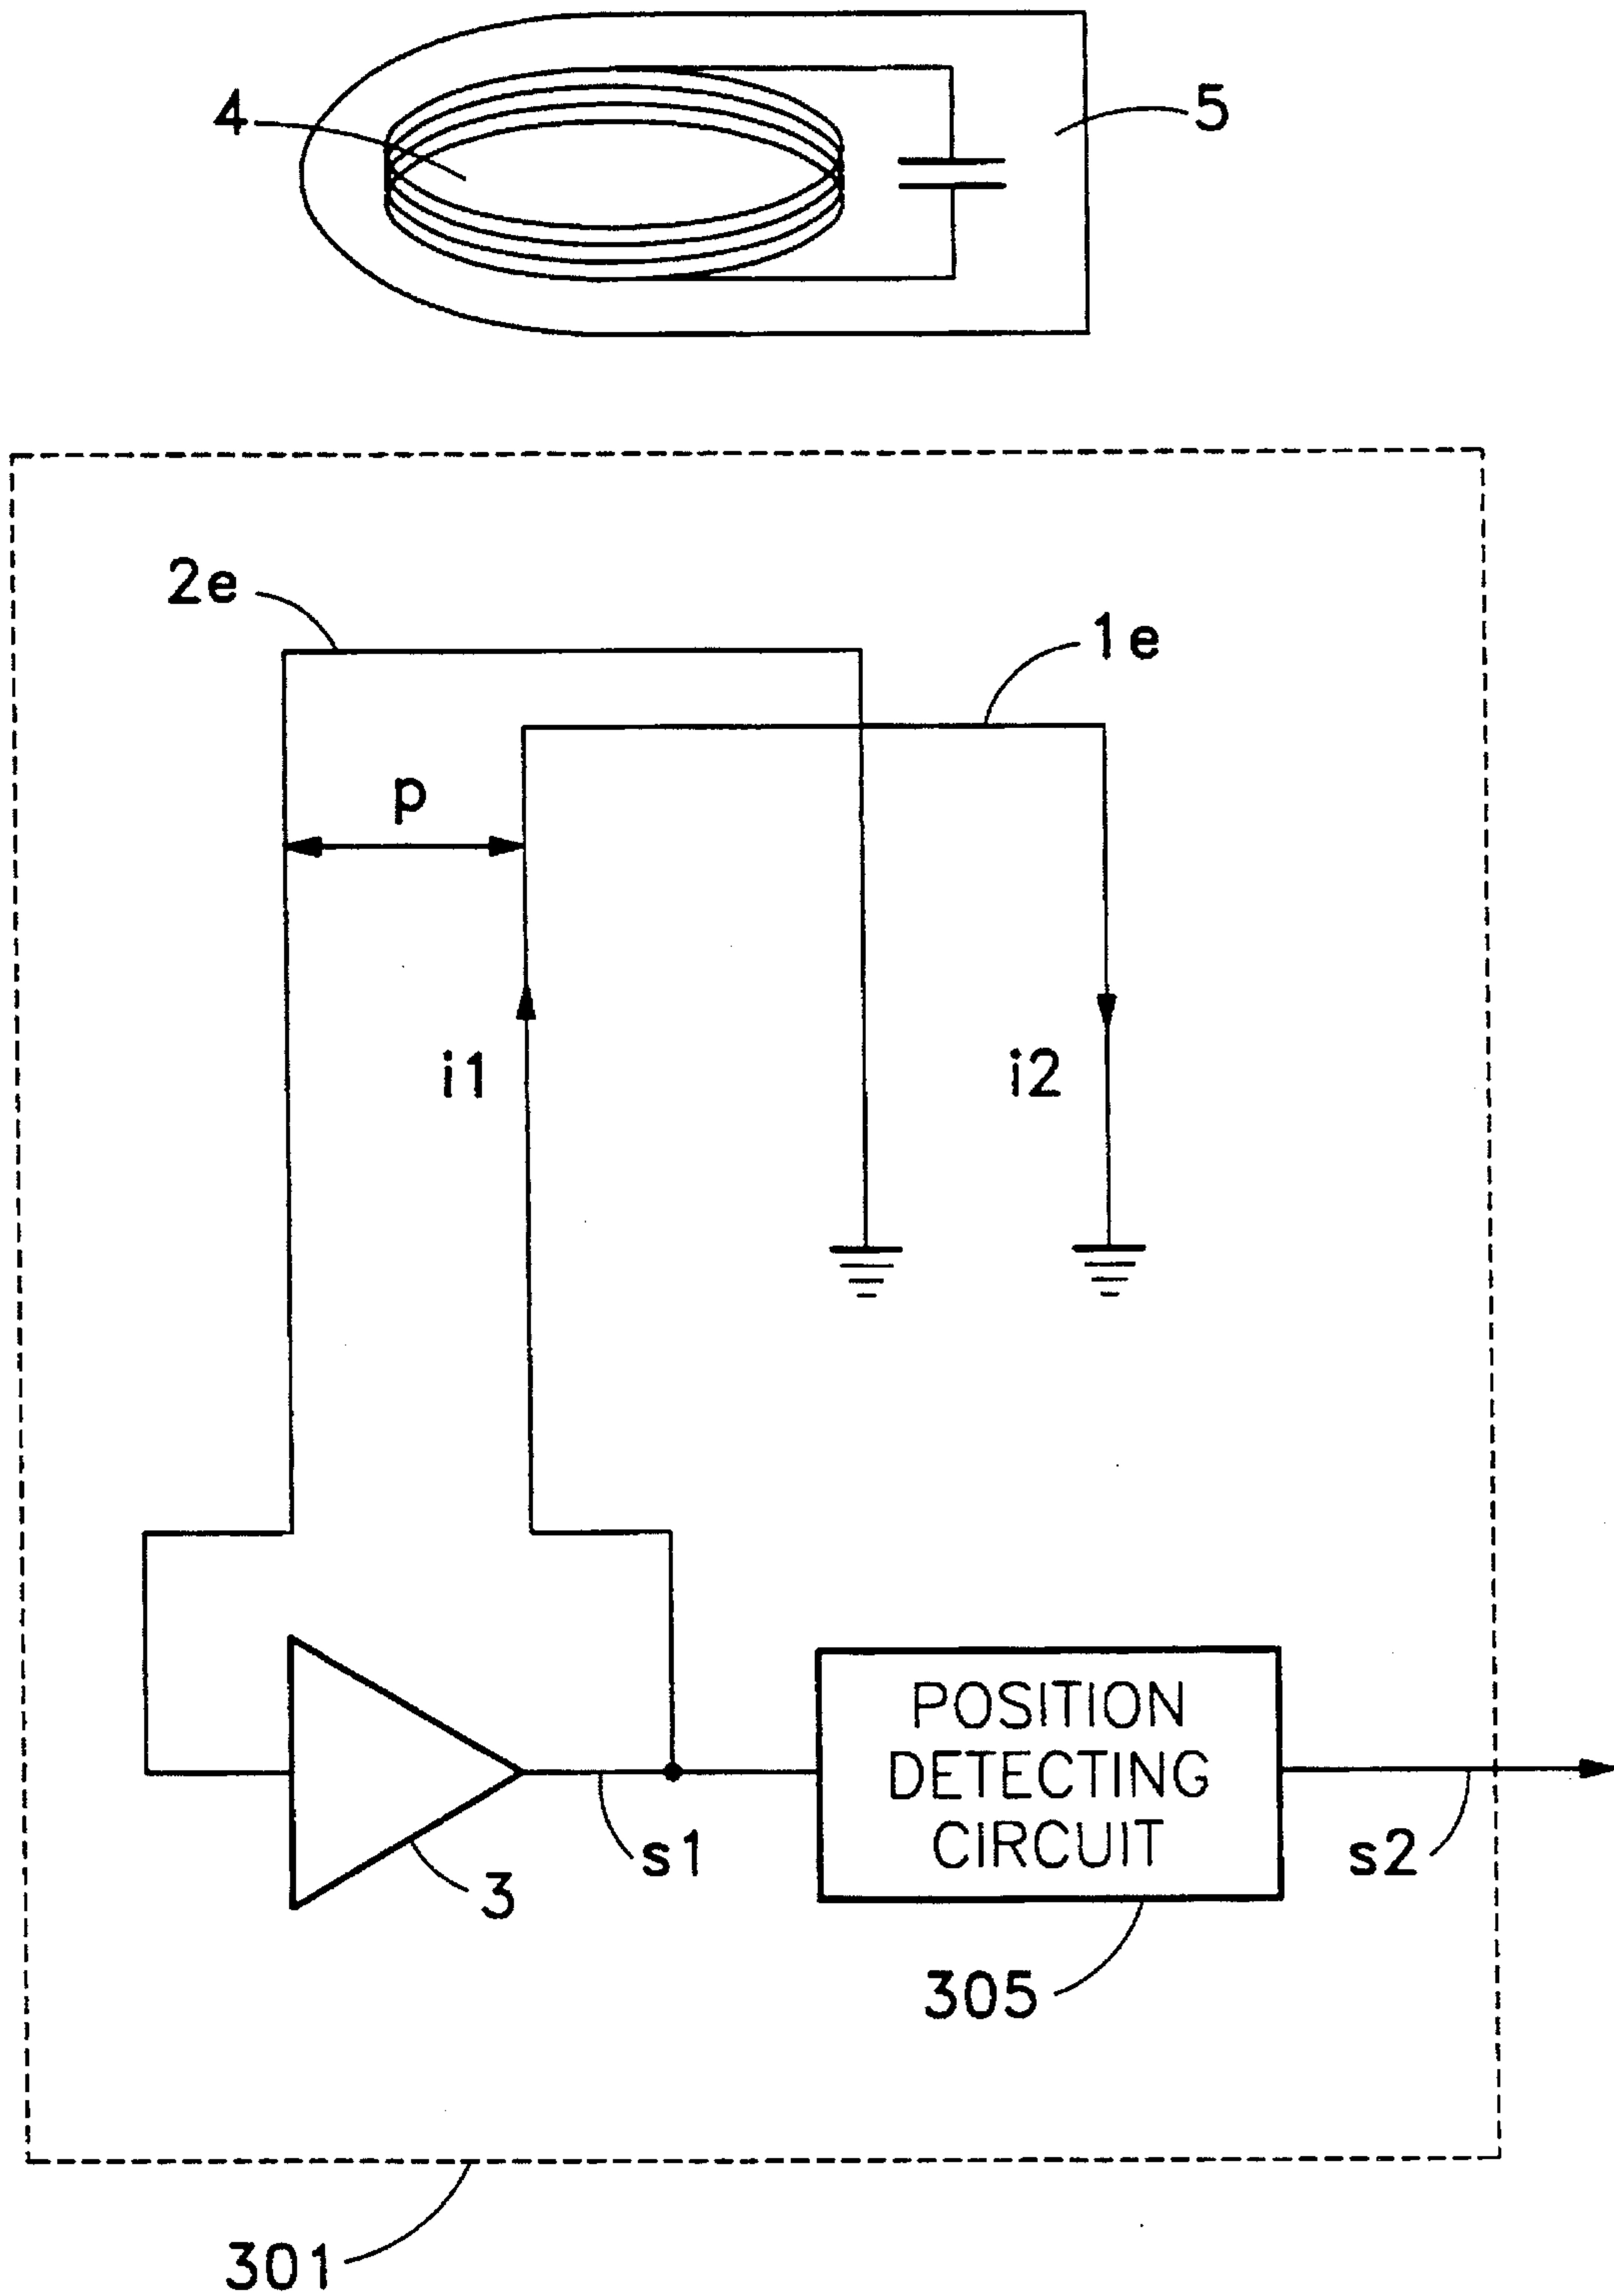 4
5
2e
1e
p
i1
i2
POSITION
DETECTING
CIRCUIT
s1
s2
3
305
301